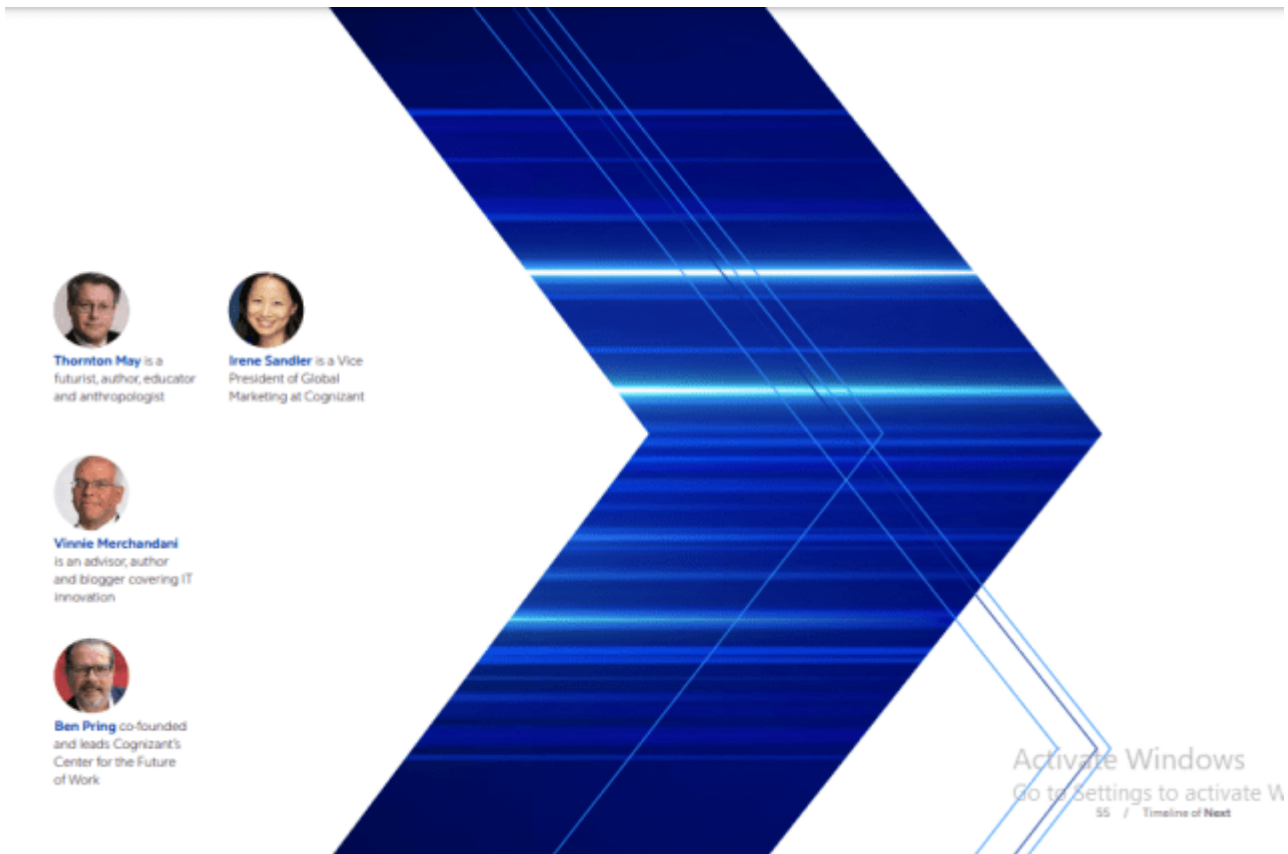 Thornton May is a
futurist, author, educator
and anthropologist
Irene Sandler is a Vice
President of Global
Marketing at Cognizant
Vinnie Merchandani
is an advisor, author
and blogger covering IT
innovation
Ben Pring co-founded
and leads Cognizant's
Center for the Future
of Work
Activate Windows
Go to Settings to activate W
55 / Timeline of Next